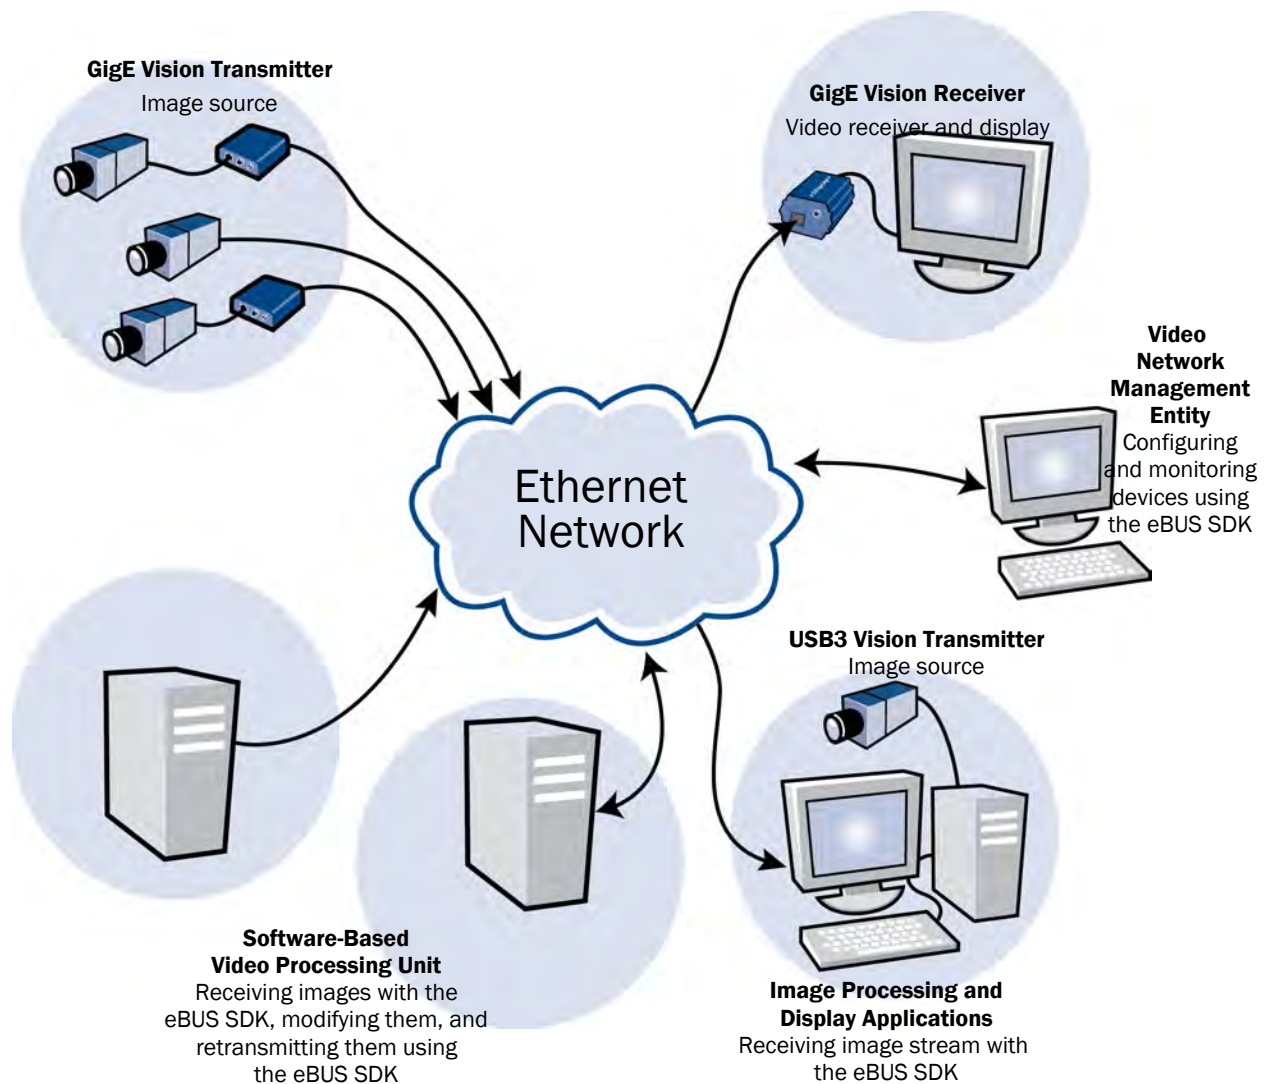 GigE Vision Transmitter
Image source
GigE Vision Receiver
Video receiver and display
Video
Network
Management
Entity
Configuring
and monitoring
devices using
the eBUS SDK
Ethernet
Network
USB3 Vision Transmitter
Image source
Software-Based
Video Processing Unit
Receiving images with the
eBUS SDK, modifying them, and
retransmitting them using
the eBUS SDK
Image Processing and
Display Applications
Receiving image stream with
the eBUS SDK